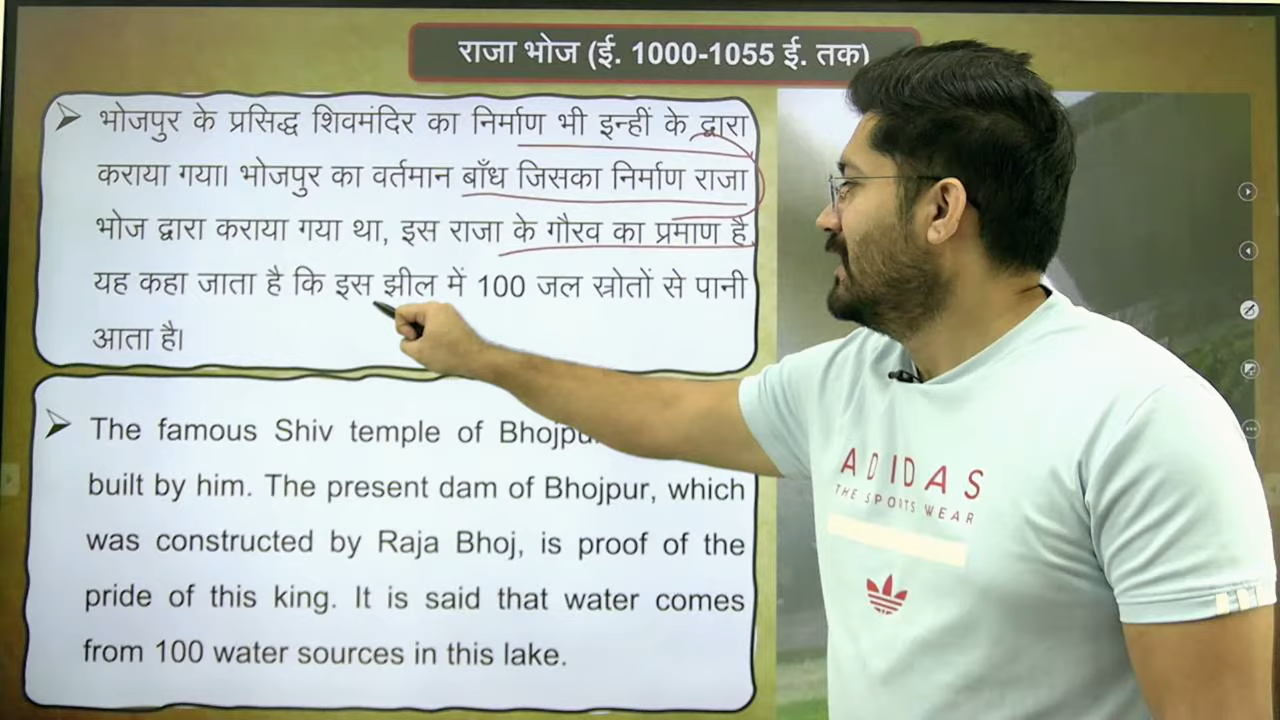 राजा भोज (ई. 1000-1055 ई. तक)
भोजपुर के प्रसिद्ध शिवमंदिर का निर्माण भी इन्हीं के द्वारा
कराया गया। भोजपुर का वर्तमान बाँध जिसका निर्माण राजा
भोज द्वारा कराया गया था, इस राजा के गौरव का प्रमाण है
यह कहा जाता है कि इस झील में 100 जल स्रोतों से पानी
आता है।
The famous Shiv temple of
built by him. The present dam of Bhojpur, which
was constructed by Raja Bhoj, is proof of the
pride of this king. It is said that water comes
from 100 water sources in this lake.
ADIDAS
THE SPORTS WEAR